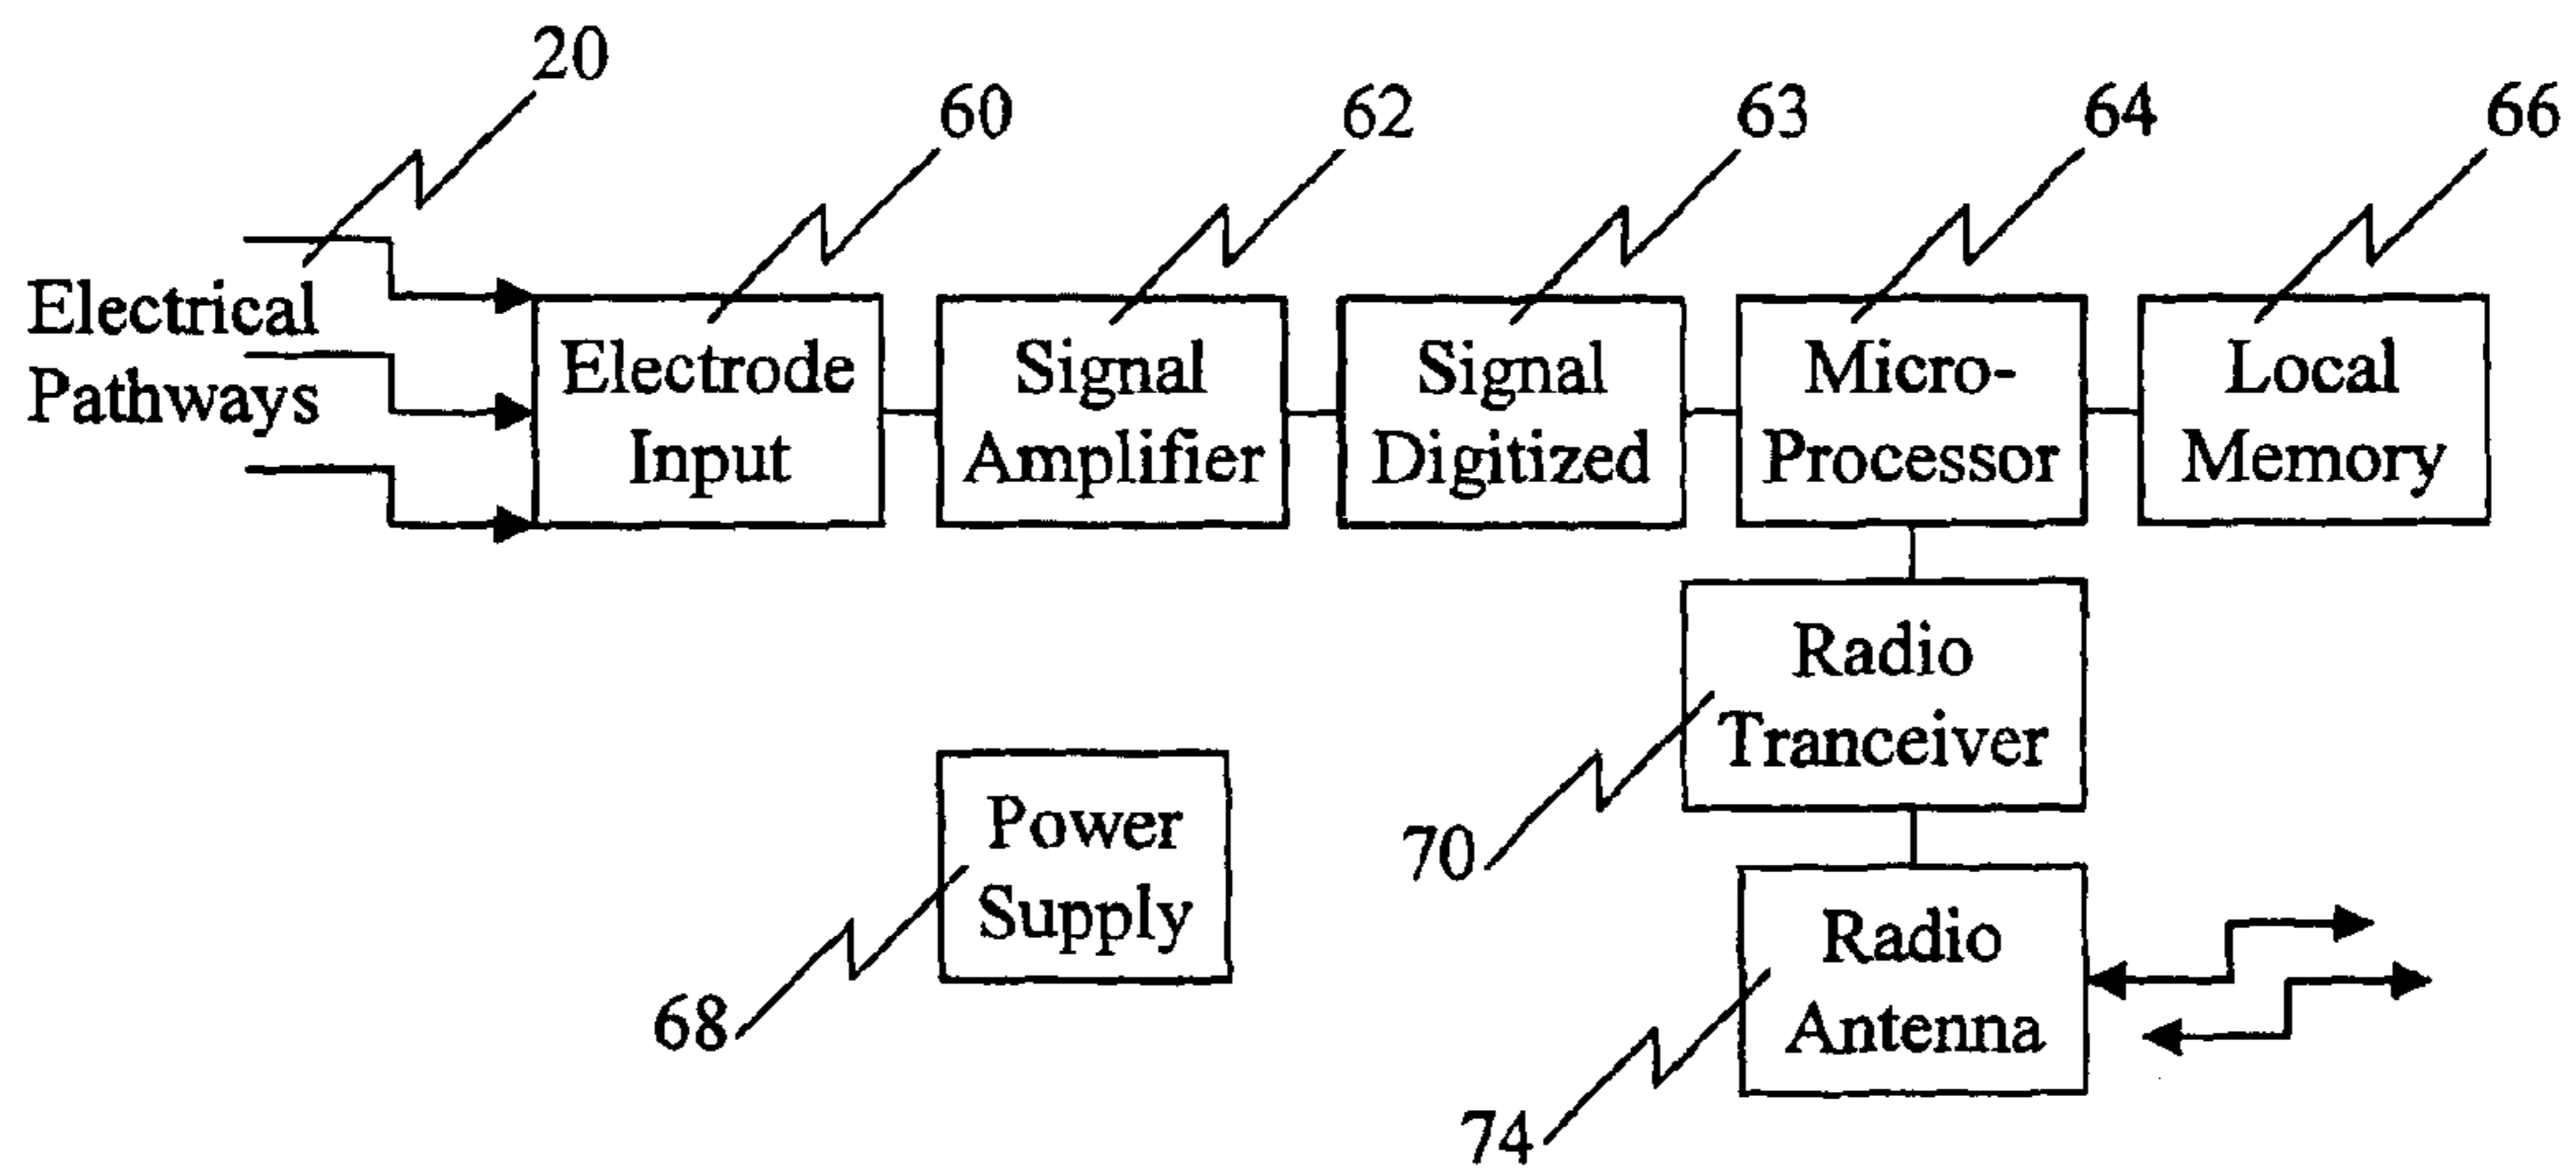 20
60
62
63
64
66
Electrical
Pathways
Electrode
Input
Signal
Amplifier
Signal
Digitized
Micro-
Processor
Local
Memory
Radio
Tranceiver
70
Power
Supply
68
Radio
Antenna
74